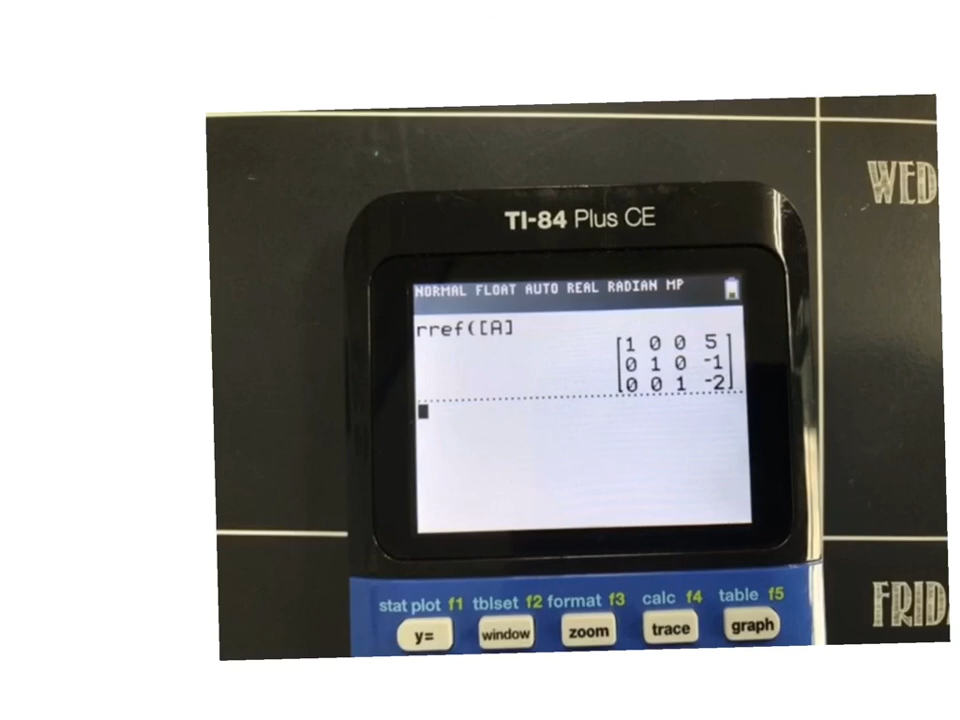 WED
TI-84 Plus CE
NORMAL FLOAT AUTO REAL RADIAN MP
rref([A]
1 0 0 5
0 1 0 -1
0 0 1 -2
stat plot f1 tblset f2 format f3 calc f4 table f5
y= window zoom trace graph
FRID